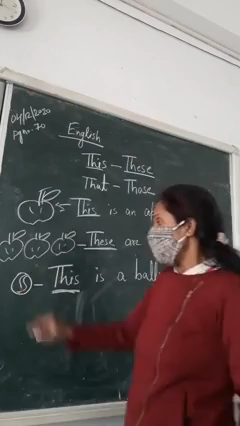 04/12/2020
pg no. 70
English
This - These
That - Those
This is an
These are
This is a ball